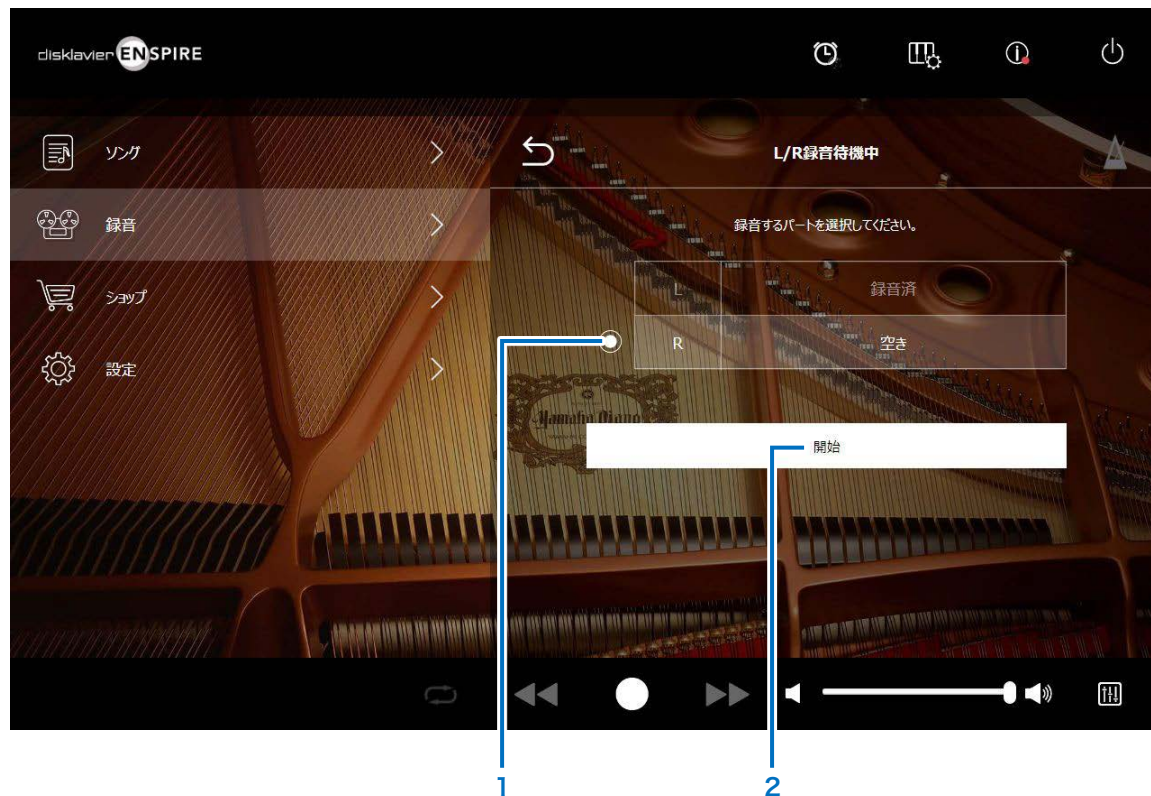 disklavier ENSPIRE
ソング
録音
ショップ
設定
L/R録音待機中
録音するパートを選択してください。
L 録音済
R 空き
Yamaha Piano
開始
1
2